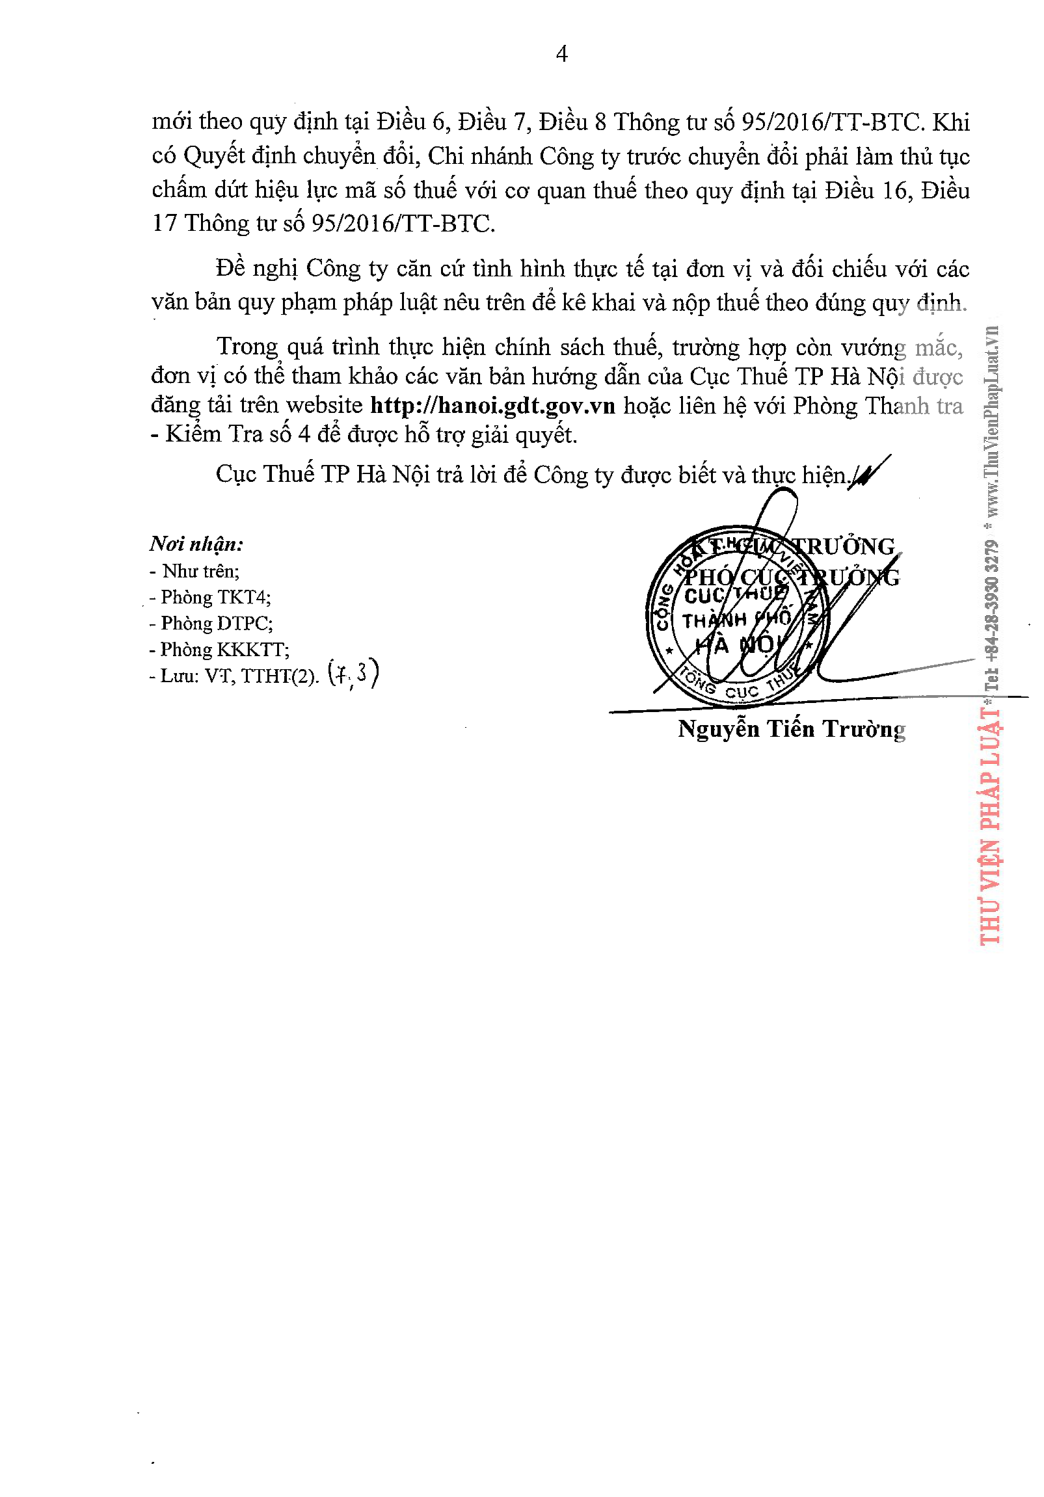 4
mới theo quy định tại Điều 6, Điều 7, Điều 8 Thông tư số 95/2016/TT-BTC. Khi
có Quyết định chuyển đổi, Chi nhánh Công ty trước chuyển đổi phải làm thủ tục
chấm dứt hiệu lực mã số thuế với cơ quan thuế theo quy định tại Điều 16, Điều
17 Thông tư số 95/2016/TT-BTC.
Đề nghị Công ty căn cứ tình hình thực tế tại đơn vị và đối chiếu với các
văn bản quy phạm pháp luật nêu trên để kê khai và nộp thuế theo đúng quy định.
Trong quá trình thực hiện chính sách thuế, trường hợp còn vướng mắc,
đơn vị có thể tham khảo các văn bản hướng dẫn của Cục Thuế TP Hà Nội được
đăng tải trên website http://hanoi.gdt.gov.vn hoặc liên hệ với Phòng Thanh tra
- Kiểm Tra số 4 để được hỗ trợ giải quyết.
Cục Thuế TP Hà Nội trả lời để Công ty được biết và thực hiện./.
Nơi nhận:
- Như trên;
- Phòng TKT4;
- Phòng DTPC;
- Phòng KKKTT;
- Lưu: VT, TTHT(2).
KT. CỤC TRƯỞNG
PHÓ CỤC TRƯỞNG
CỤC THUẾ
THÀNH PHỐ
HÀ NỘI
TỔNG CỤC THUẾ
Nguyễn Tiến Trường
THƯ VIỆN PHÁP LUẬT * Tel: +84-28-3930 3279 * www.ThuVienPhapLuat.vn